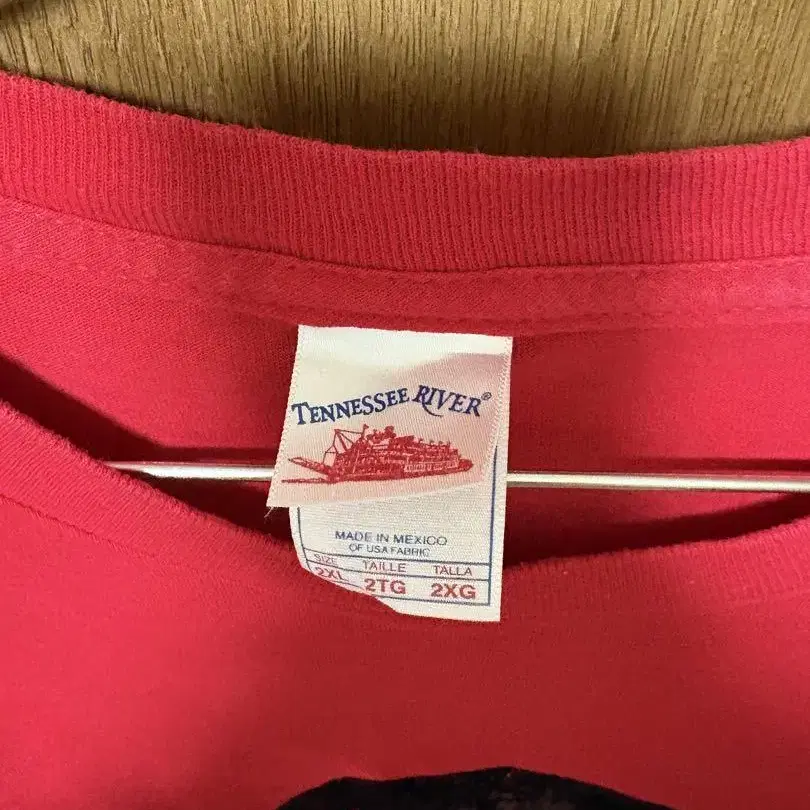 TENNESSEE RIVER®
MADE IN MEXICO
OF USA FABRIC
SIZE TAILLE TALLA
2XL 2TG 2XG